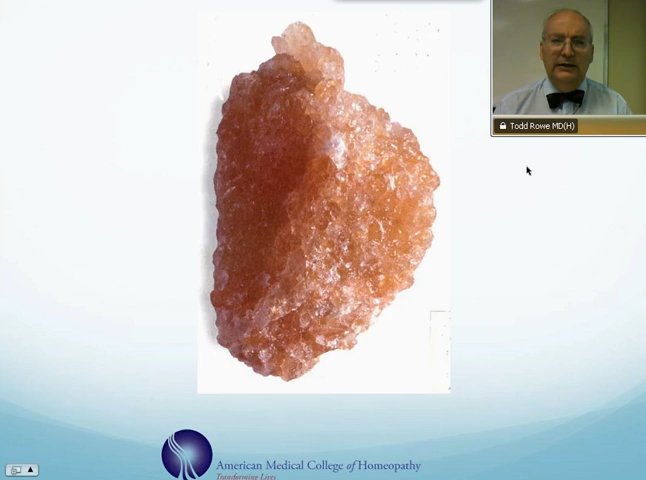 Todd Rowe MD(H)
American Medical College of Homeopathy
Transforming Lives